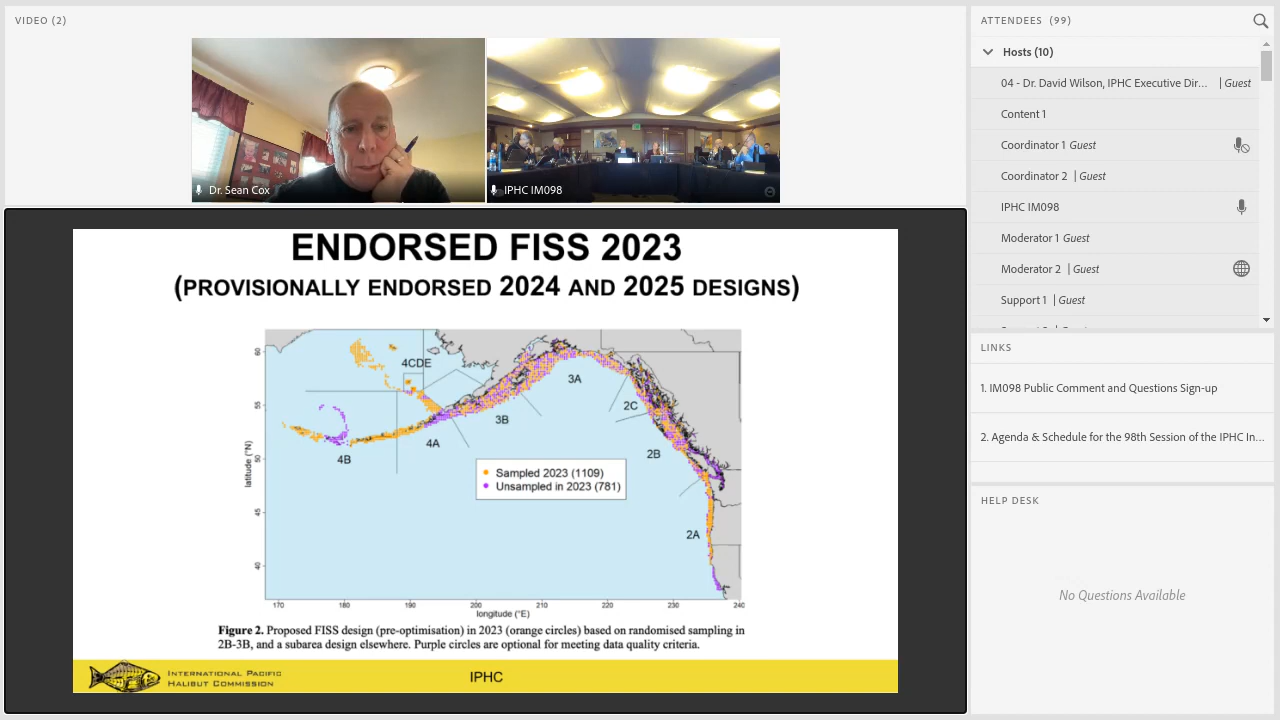 VIDEO (2)
Dr. Sean Cox
IPHC IM098
ENDORSED FISS 2023
(PROVISIONALLY ENDORSED 2024 AND 2025 DESIGNS)
4CDE
3A
3B
2C
4A
4B
2B
2A
Sampled 2023 (1109)
Unsampled in 2023 (781)
latitude (°N)
60
55
50
45
40
170 180 190 200 210 220 230 240
longitude (°E)
Figure 2. Proposed FISS design (pre-optimisation) in 2023 (orange circles) based on randomised sampling in
2B-3B, and a subarea design elsewhere. Purple circles are optional for meeting data quality criteria.
INTERNATIONAL PACIFIC
HALIBUT COMMISSION
IPHC
ATTENDEES (99)
Hosts (10)
04 - Dr. David Wilson, IPHC Executive Dir... | Guest
Content 1
Coordinator 1 Guest
Coordinator 2 | Guest
IPHC IM098
Moderator 1 Guest
Moderator 2 | Guest
Support 1 | Guest
LINKS
1. IM098 Public Comment and Questions Sign-up
2. Agenda & Schedule for the 98th Session of the IPHC In...
HELP DESK
No Questions Available